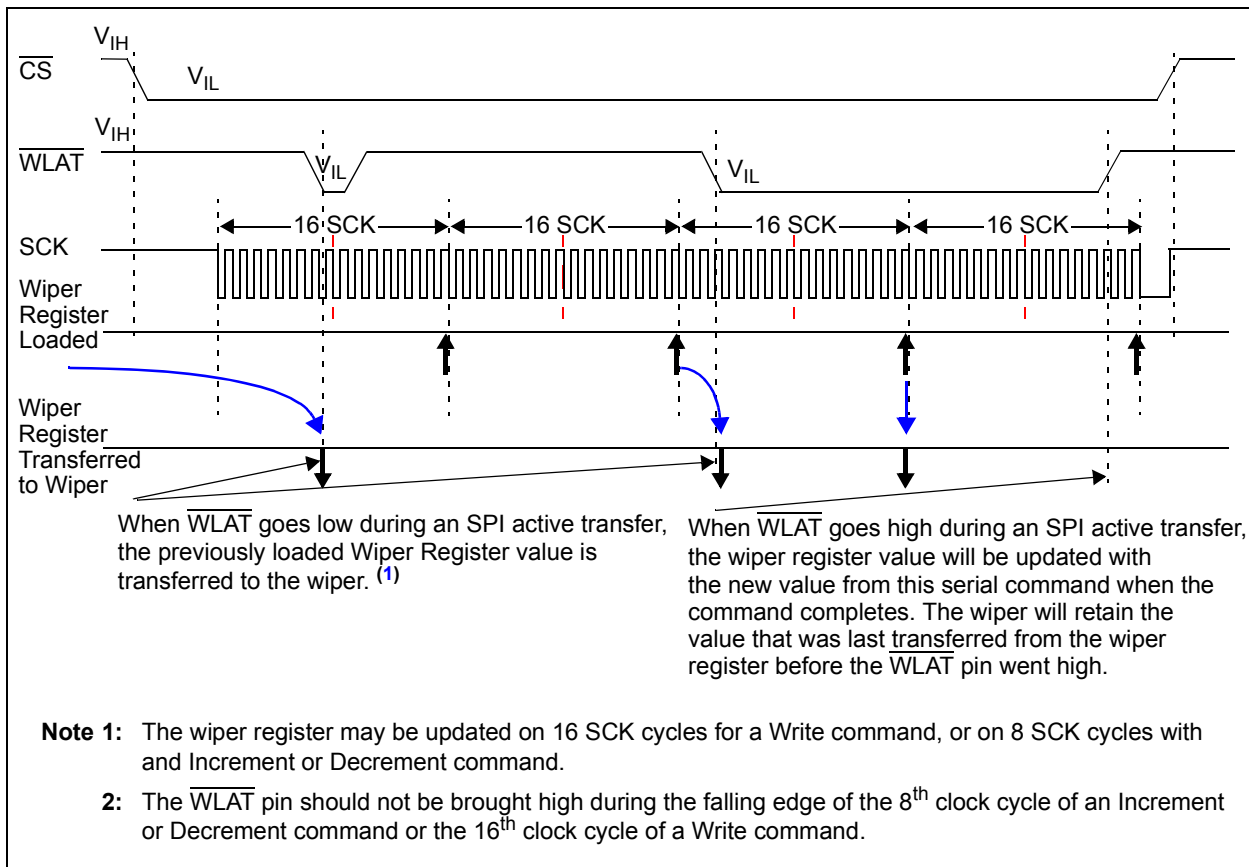 VIH
CS
VIL
VIH
WLAT
VIL
VIL
16 SCK 16 SCK 16 SCK 16 SCK
SCK
Wiper
Register
Loaded
Wiper
Register
Transferred
to Wiper
When WLAT goes low during an SPI active transfer,
the previously loaded Wiper Register value is
transferred to the wiper. (1)
When WLAT goes high during an SPI active transfer,
the wiper register value will be updated with
the new value from this serial command when the
command completes. The wiper will retain the
value that was last transferred from the wiper
register before the WLAT pin went high.
Note 1: The wiper register may be updated on 16 SCK cycles for a Write command, or on 8 SCK cycles with
and Increment or Decrement command.
2: The WLAT pin should not be brought high during the falling edge of the 8th clock cycle of an Increment
or Decrement command or the 16th clock cycle of a Write command.